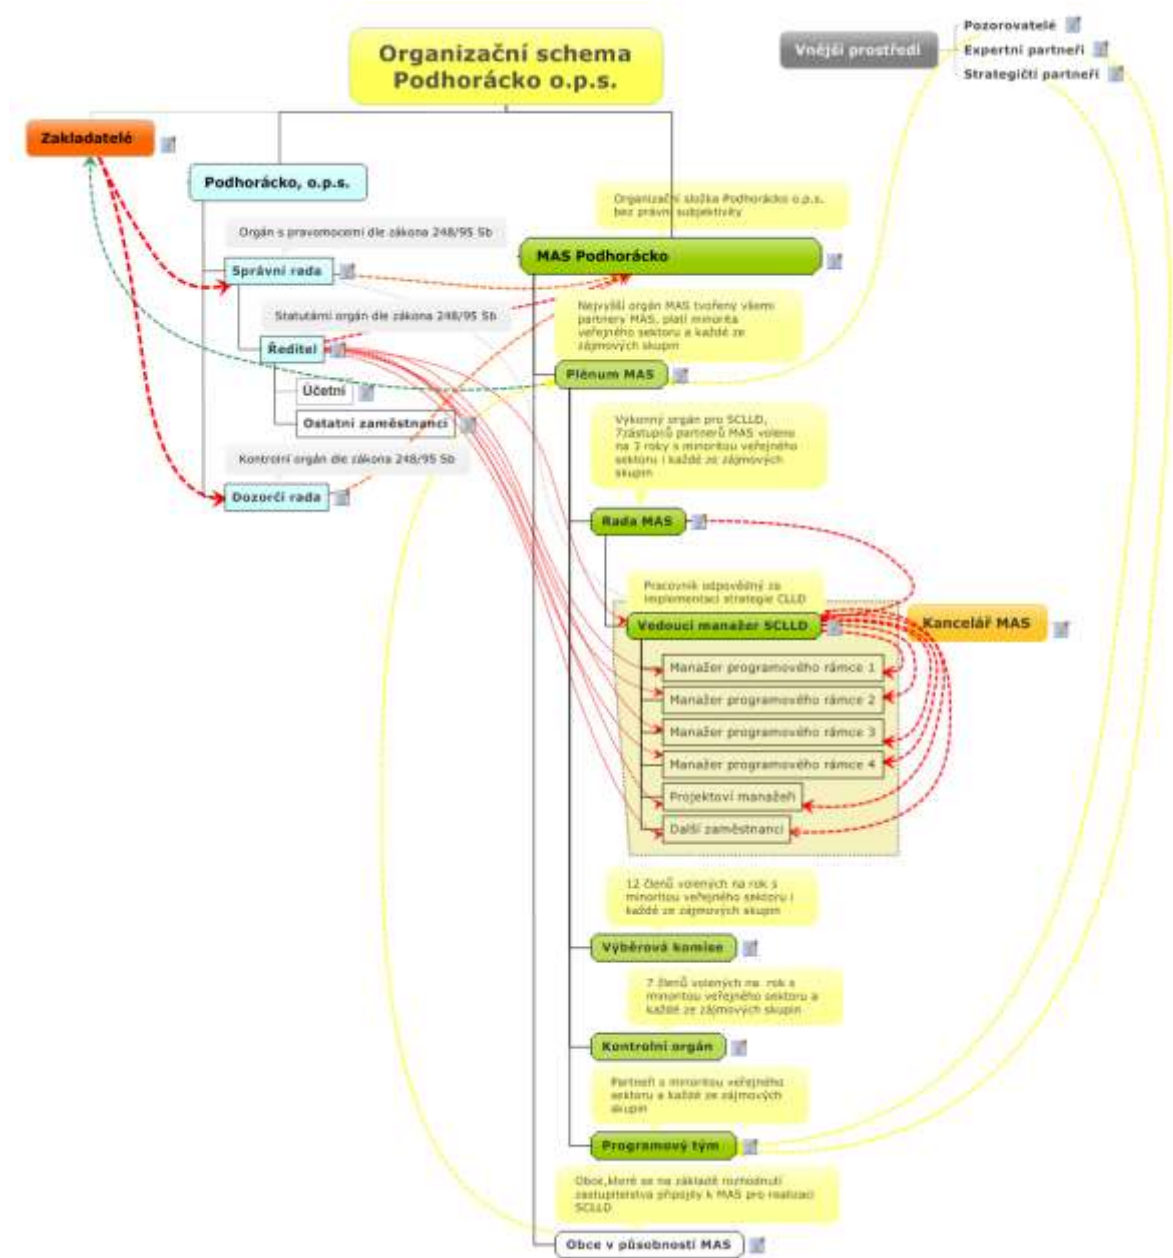 Organizační schema
Podhorácko o.p.s.
Vnější prostředí
Pozorovatelé
Expertní partneři
Strategičtí partneři
Zakladatelé
Podhorácko, o.p.s.
Organizační složka Podhorácko o.p.s.
bez právní subjektivity
Orgán s pravomocemi dle zákona 248/95 Sb
MAS Podhorácko
Správní rada
Statutární orgán dle zákona 248/95 Sb
Nejvyšší orgán MAS tvořený všemi
partnery MAS, platí minorita
veřejného sektoru a každé ze
zájmových skupin
Ředitel
Plénum MAS
Účetní
Ostatní zaměstnanci
Výkonný orgán pro SCLLD,
7zástupců partnerů MAS voleno
na 3 roky s minoritou veřejného
sektoru i každé ze zájmových
skupin
Kontrolní orgán dle zákona 248/95 Sb
Dozorčí rada
Rada MAS
Pracovník odpovědný za
implementaci strategie CLLD
Vedoucí manažer SCLLD
Kancelář MAS
Manažer programového rámce 1
Manažer programového rámce 2
Manažer programového rámce 3
Manažer programového rámce 4
Projektoví manažeři
Další zaměstnanci
12 členů volených na rok s
minoritou veřejného sektoru i
každé ze zájmových skupin
Výběrová komise
7 členů volených na rok s
minoritou veřejného sektoru a
každé ze zájmových skupin
Kontrolní orgán
Partneři s minoritou veřejného
sektoru a každé ze zájmových
skupin
Programový tým
Obce,které se na základě rozhodnutí
zastupitelstva připojily k MAS pro realizaci
SCLLD
Obce v působnosti MAS